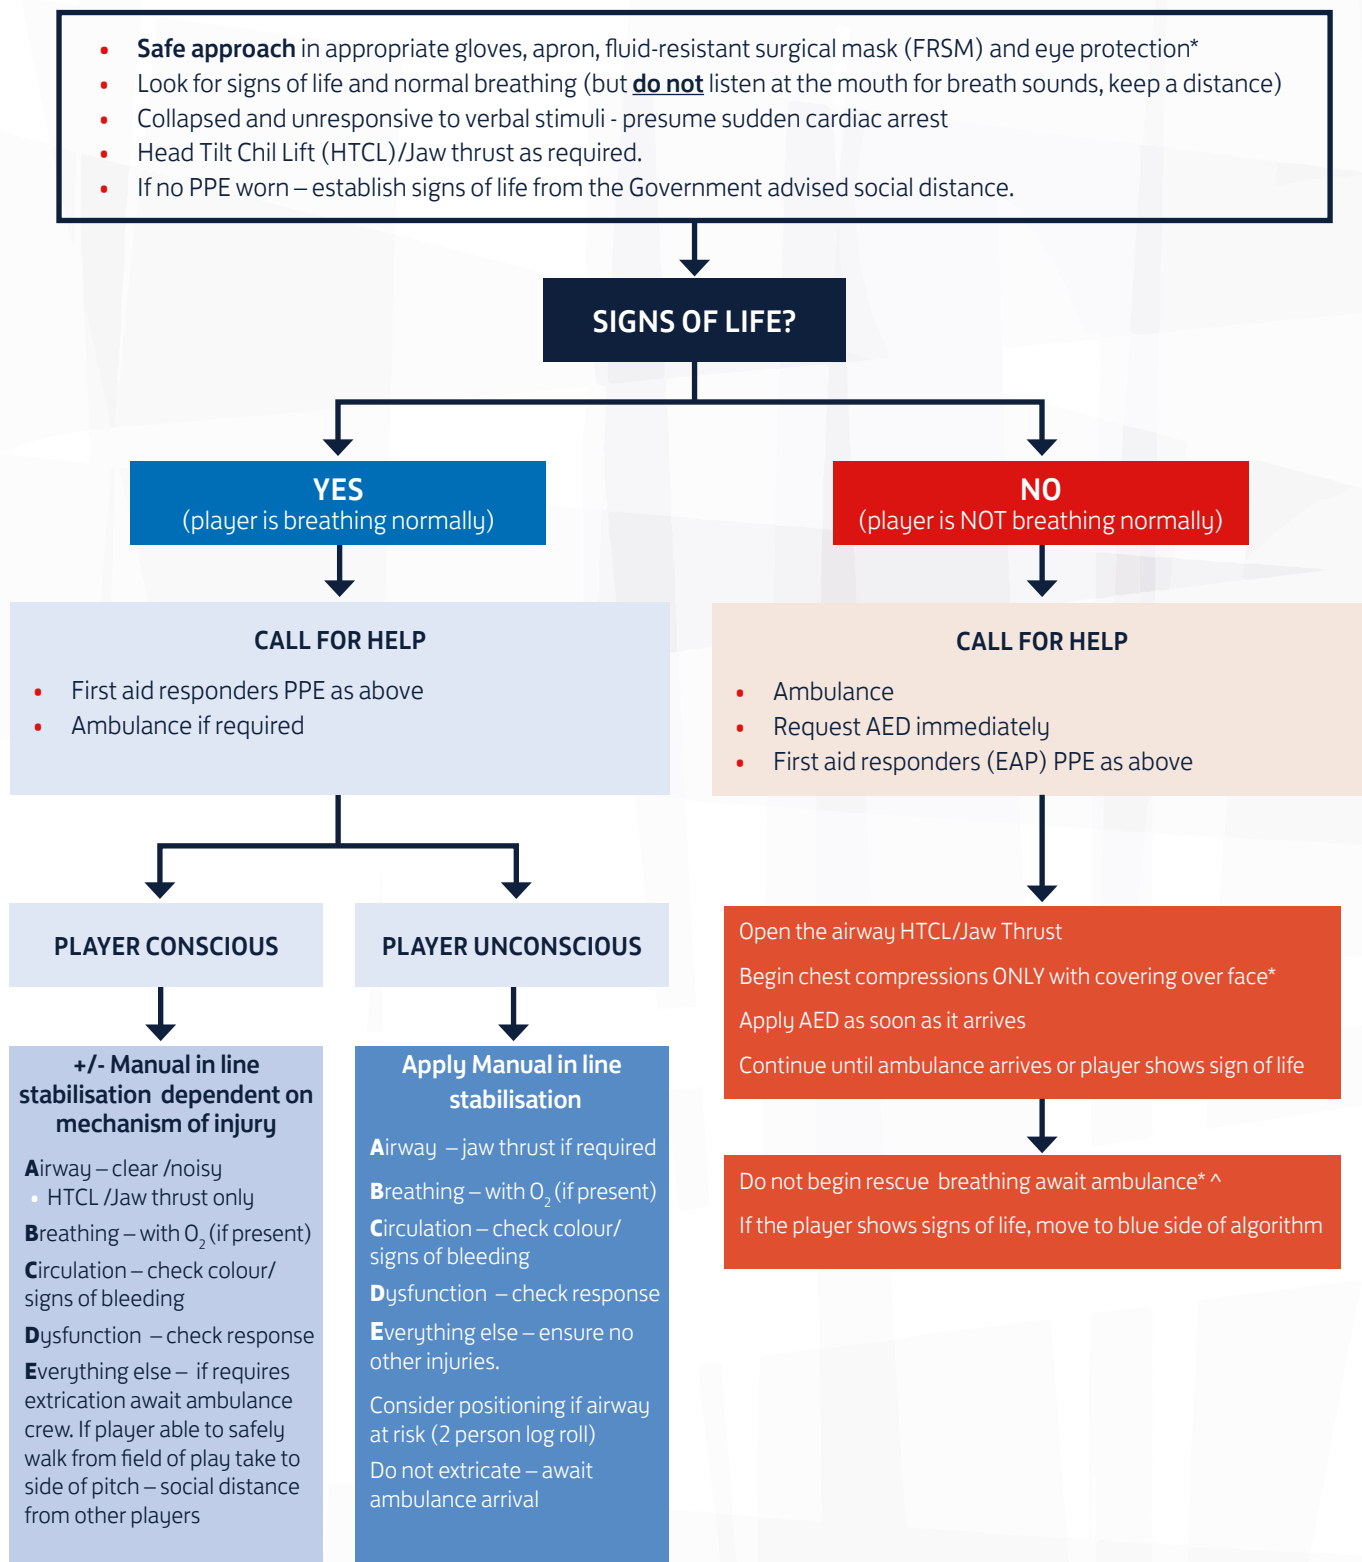 • Safe approach in appropriate gloves, apron, fluid-resistant surgical mask (FRSM) and eye protection*
• Look for signs of life and normal breathing (but do not listen at the mouth for breath sounds, keep a distance)
• Collapsed and unresponsive to verbal stimuli - presume sudden cardiac arrest
• Head Tilt Chil Lift (HTCL)/Jaw thrust as required.
• If no PPE worn – establish signs of life from the Government advised social distance.
SIGNS OF LIFE?
YES
(player is breathing normally)
NO
(player is NOT breathing normally)
CALL FOR HELP
• First aid responders PPE as above
• Ambulance if required
CALL FOR HELP
• Ambulance
• Request AED immediately
• First aid responders (EAP) PPE as above
PLAYER CONSCIOUS
+/- Manual in line
stabilisation dependent on
mechanism of injury
Airway – clear /noisy
• HTCL /Jaw thrust only
Breathing – with O₂ (if present)
Circulation – check colour/
signs of bleeding
Dysfunction – check response
Everything else – if requires
extrication await ambulance
crew. If player able to safely
walk from field of play take to
side of pitch – social distance
from other players
PLAYER UNCONSCIOUS
Apply Manual in line
stabilisation
Airway – jaw thrust if required
Breathing – with O₂ (if present)
Circulation – check colour/
signs of bleeding
Dysfunction – check response
Everything else – ensure no
other injuries.
Consider positioning if airway
at risk (2 person log roll)
Do not extricate – await
ambulance arrival
Open the airway HTCL/Jaw Thrust
Begin chest compressions ONLY with covering over face*
Apply AED as soon as it arrives
Continue until ambulance arrives or player shows sign of life
Do not begin rescue breathing await ambulance* ^
If the player shows signs of life, move to blue side of algorithm